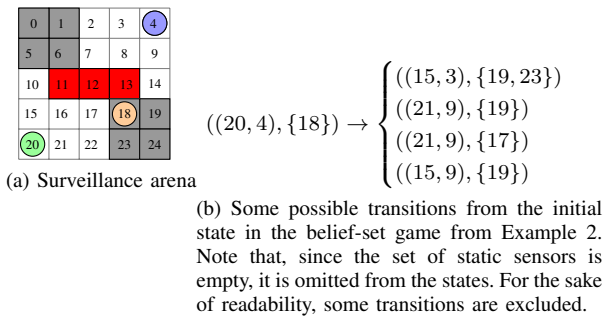 0 1 2 3 4
5 6 7 8 9
10 11 12 13 14
15 16 17 18 19
20 21 22 23 24
(a) Surveillance arena
((20, 4), {18}) → { ((15, 3), {19, 23})
((21, 9), {19})
((21, 9), {17})
((15, 9), {19})
(b) Some possible transitions from the initial
state in the belief-set game from Example 2.
Note that, since the set of static sensors is
empty, it is omitted from the states. For the sake
of readability, some transitions are excluded.